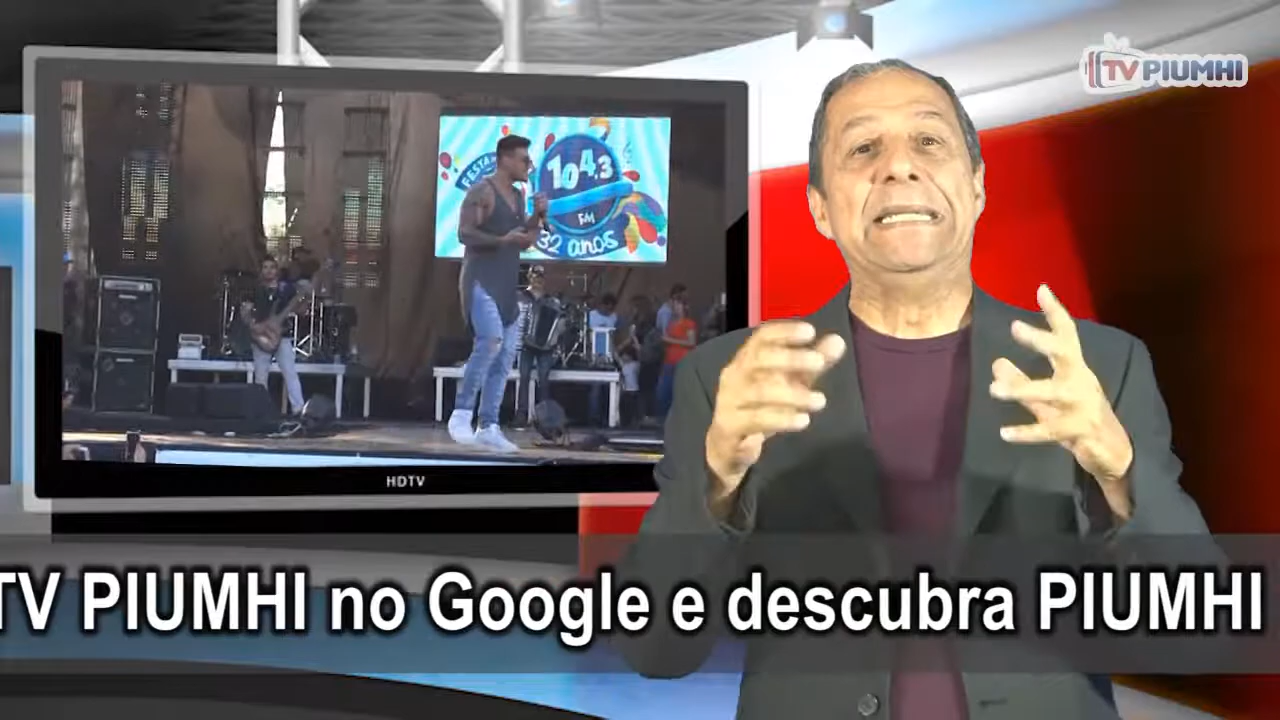 TV PIUMHI
FESTA
104,3
FM
32 anos
HDTV
TV PIUMHI no Google e descubra PIUMHI